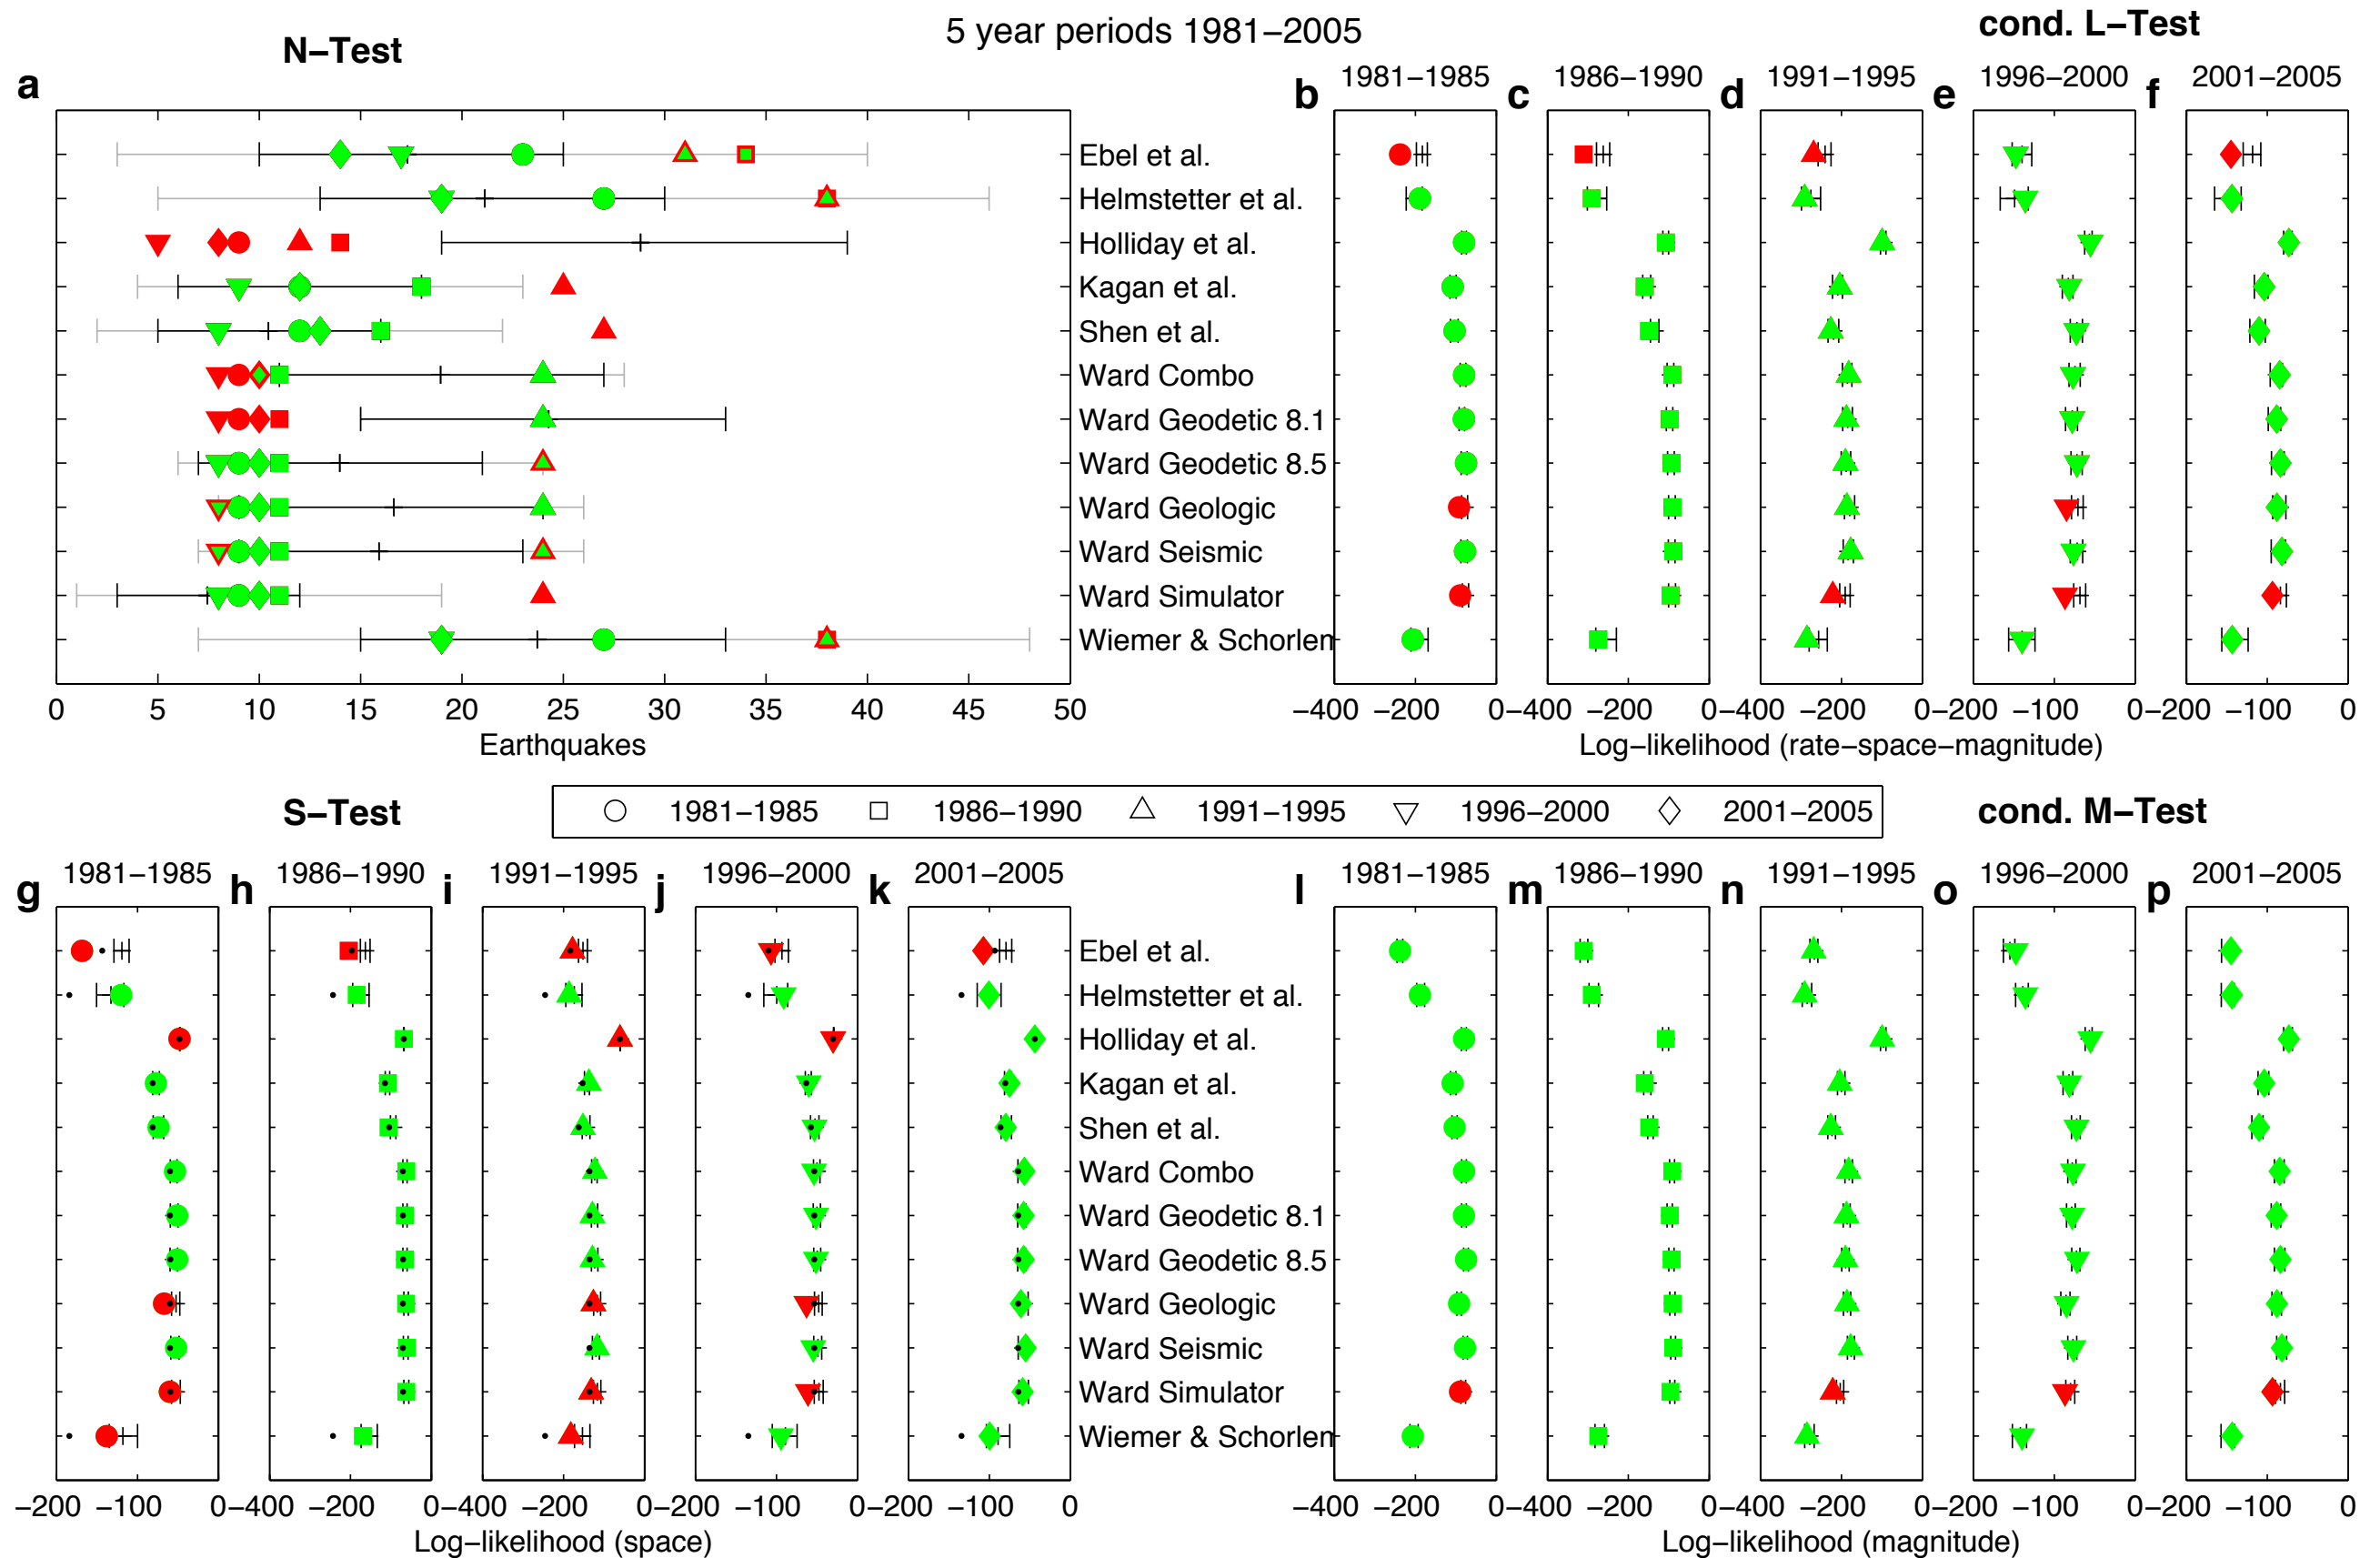 5 year periods 1981−2005
N−Test
cond. L−Test
a
b
1981−1985
c
1986−1990
d
1991−1995
e
1996−2000
f
2001−2005
Ebel et al.
Helmstetter et al.
Holliday et al.
Kagan et al.
Shen et al.
Ward Combo
Ward Geodetic 8.1
Ward Geodetic 8.5
Ward Geologic
Ward Seismic
Ward Simulator
Wiemer & Schorlem
0 5 10 15 20 25 30 35 40 45 50
Earthquakes
−400 −200 0
−400 −200 0
−400 −200 0
−200 −100 0
−200 −100 0
Log−likelihood (rate−space−magnitude)
S−Test
1981−1985 1986−1990 1991−1995 1996−2000 2001−2005
cond. M−Test
g
1981−1985
h
1986−1990
i
1991−1995
j
1996−2000
k
2001−2005
l
1981−1985
m
1986−1990
n
1991−1995
o
1996−2000
p
2001−2005
Ebel et al.
Helmstetter et al.
Holliday et al.
Kagan et al.
Shen et al.
Ward Combo
Ward Geodetic 8.1
Ward Geodetic 8.5
Ward Geologic
Ward Seismic
Ward Simulator
Wiemer & Schorlem
−200 −100 0
−400 −200 0
−400 −200 0
−200 −100 0
−200 −100 0
Log−likelihood (space)
−400 −200 0
−400 −200 0
−400 −200 0
−200 −100 0
−200 −100 0
Log−likelihood (magnitude)